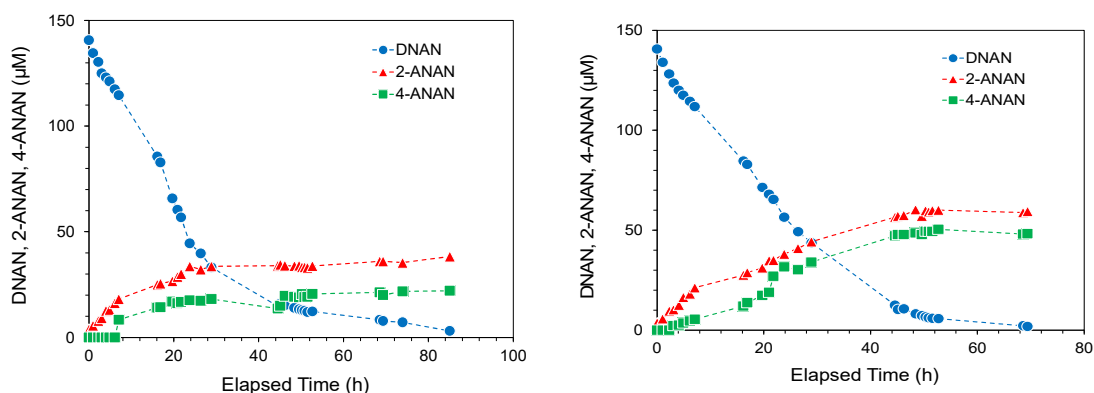 DNAN, 2-ANAN, 4-ANAN (µM)
150
100
50
0
DNAN
2-ANAN
4-ANAN
0 20 40 60 80 100
Elapsed Time (h)
DNAN, 2-ANAN, 4-ANAN (µM)
150
100
50
0
DNAN
2-ANAN
4-ANAN
0 20 40 60 80
Elapsed Time (h)